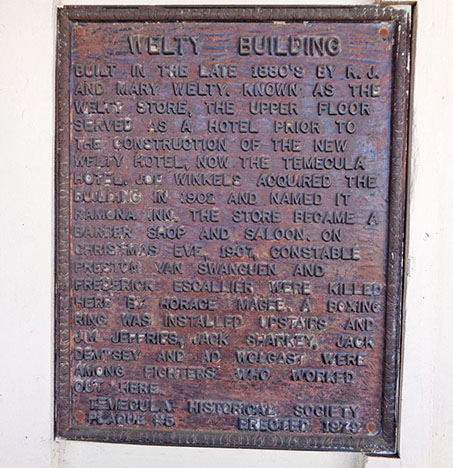 WELTY BUILDING
BUILT IN THE LATE 1880'S BY R. J.
AND MARY WELTY. KNOWN AS THE
WELTY STORE, THE UPPER FLOOR
SERVED AS A HOTEL PRIOR TO
THE CONSTRUCTION OF THE NEW
WELTY HOTEL, NOW THE TEMECULA
HOTEL. JOE WINKELS ACQUIRED THE
BUILDING IN 1902 AND NAMED IT
RAMONA INN. THE STORE BECAME A
BARBER SHOP AND SALOON. ON
CHRISTMAS EVE, 1907, CONSTABLE
PRESTON VAN SWANGUEN AND
FREDERICK ESCALLIER WERE KILLED
HERE BY HORACE MAGEE. A BOXING
RING WAS INSTALLED UPSTAIRS AND
JIM JEFFRIES, JACK SHARKEY, JACK
DEMPSEY AND AD WOLGAST WERE
AMONG FIGHTERS WHO WORKED
OUT HERE.
TEMECULA HISTORICAL SOCIETY
PLAQUE #5 ERECTED 1979